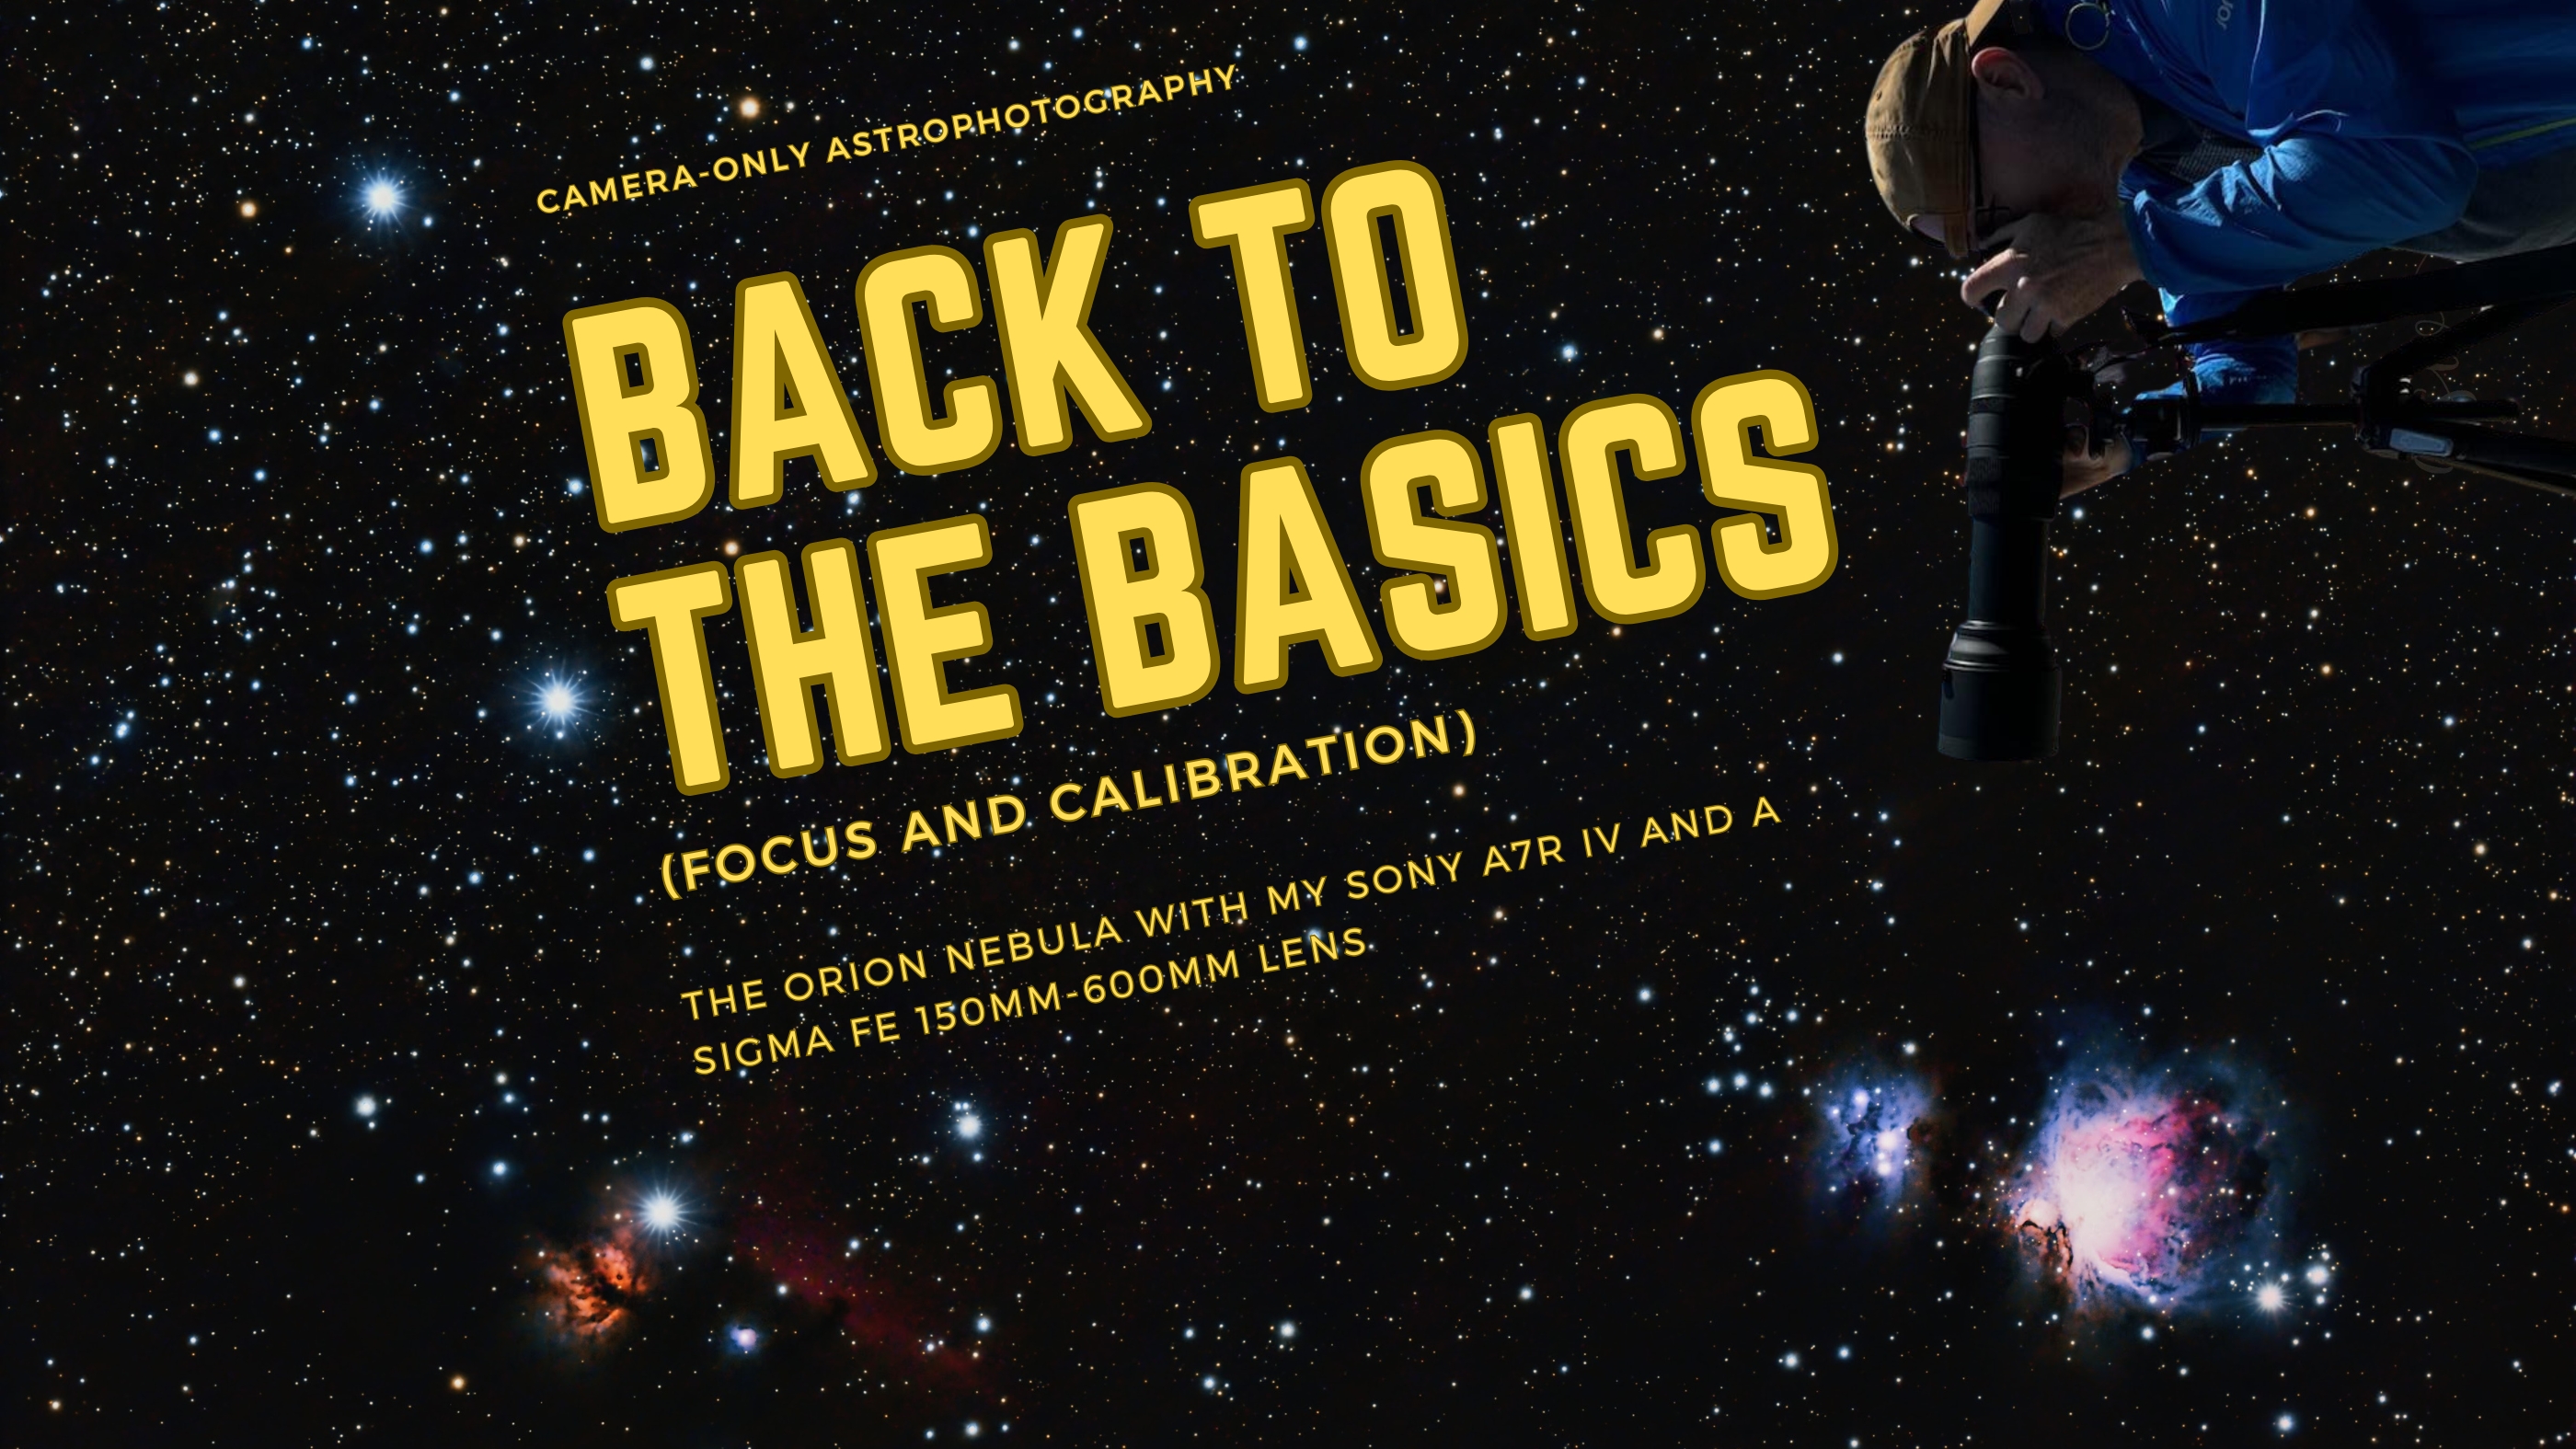 CAMERA-ONLY ASTROPHOTOGRAPHY
BACK TO
THE BASICS
(FOCUS AND CALIBRATION)
THE ORION NEBULA WITH MY SONY A7R IV AND A
SIGMA FE 150MM-600MM LENS